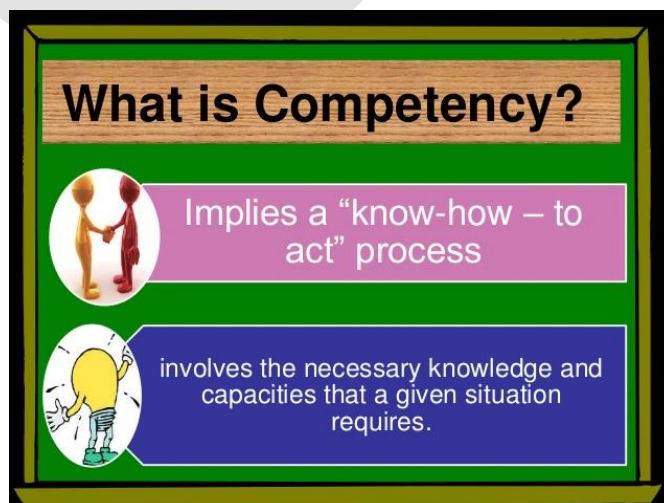 What is Competency?
Implies a “know-how – to
act” process
involves the necessary knowledge and
capacities that a given situation
requires.